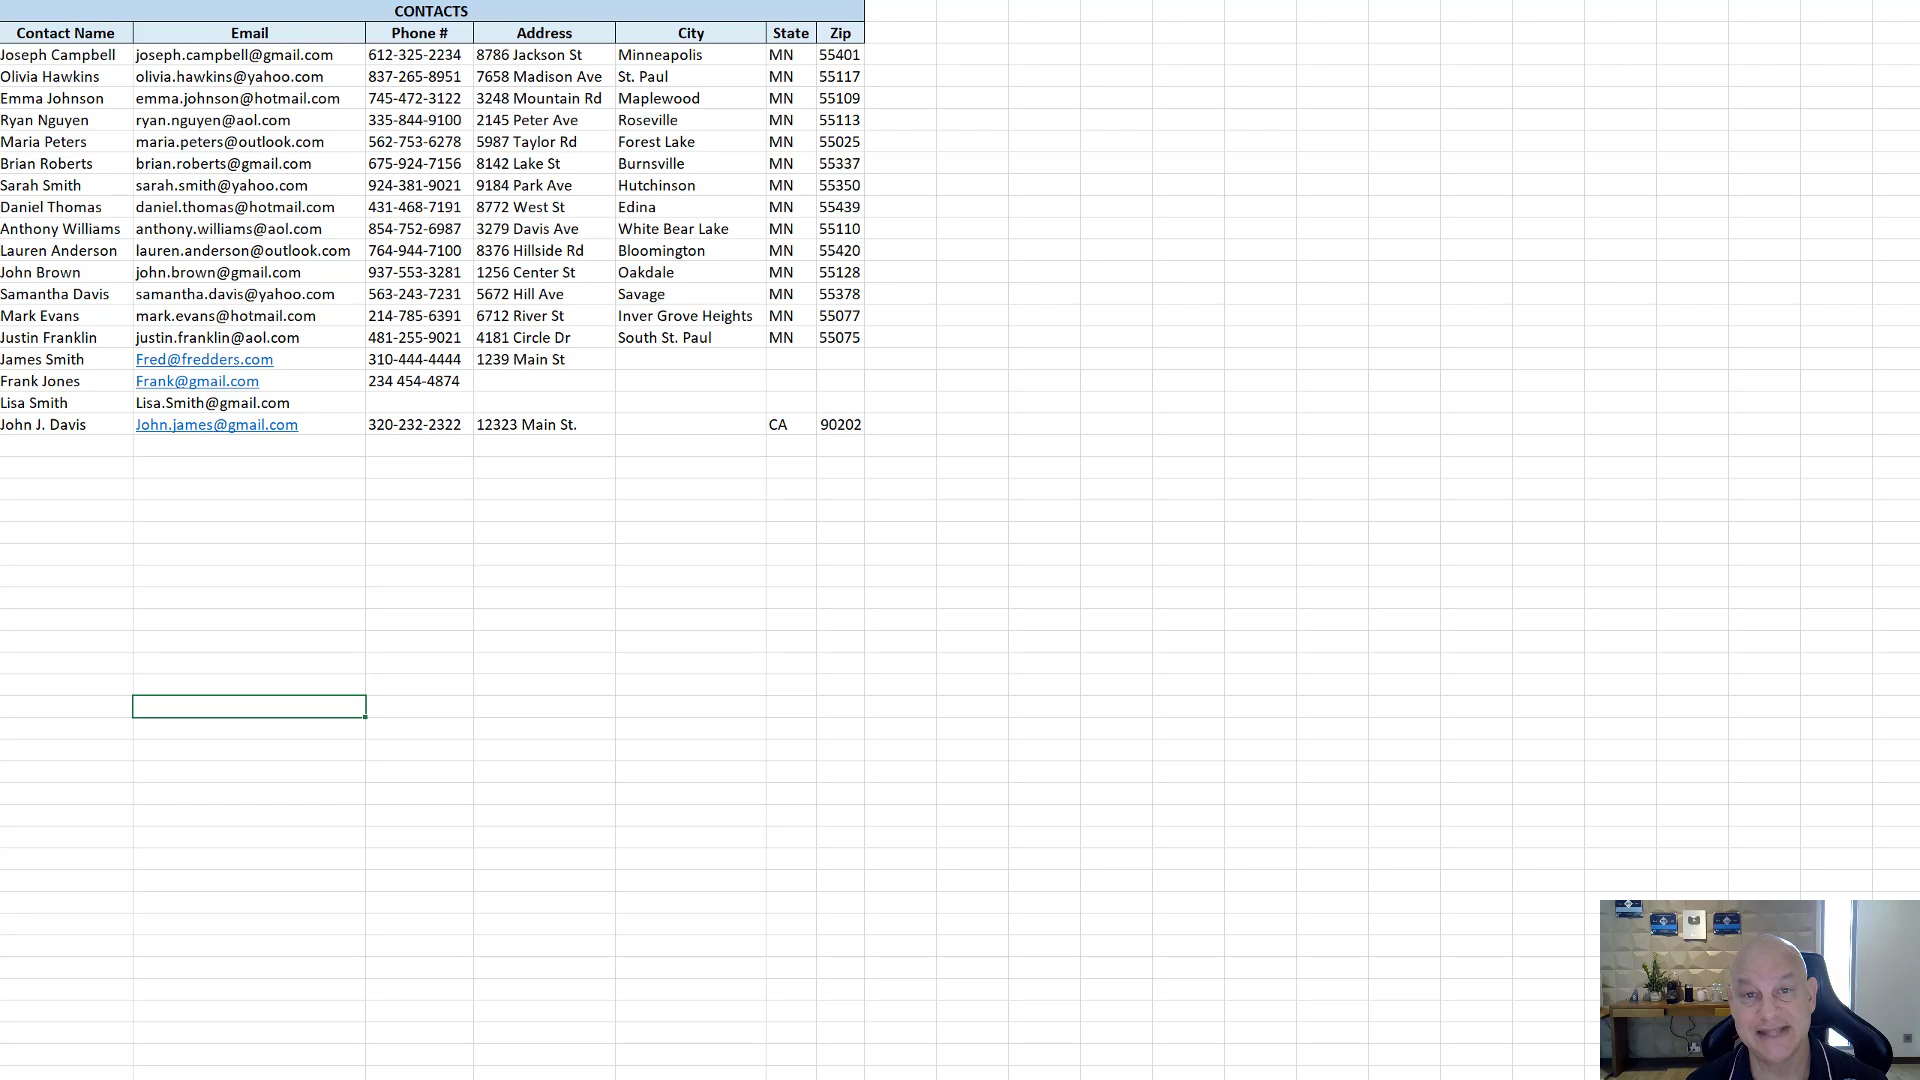 CONTACTS
Contact Name Email Phone # Address City State Zip
Joseph Campbell joseph.campbell@gmail.com 612-325-2234 8786 Jackson St Minneapolis MN 55401
Olivia Hawkins olivia.hawkins@yahoo.com 837-265-8951 7658 Madison Ave St. Paul MN 55117
Emma Johnson emma.johnson@hotmail.com 745-472-3122 3248 Mountain Rd Maplewood MN 55109
Ryan Nguyen ryan.nguyen@aol.com 335-844-9100 2145 Peter Ave Roseville MN 55113
Maria Peters maria.peters@outlook.com 562-753-6278 5987 Taylor Rd Forest Lake MN 55025
Brian Roberts brian.roberts@gmail.com 675-924-7156 8142 Lake St Burnsville MN 55337
Sarah Smith sarah.smith@yahoo.com 924-381-9021 9184 Park Ave Hutchinson MN 55350
Daniel Thomas daniel.thomas@hotmail.com 431-468-7191 8772 West St Edina MN 55439
Anthony Williams anthony.williams@aol.com 854-752-6987 3279 Davis Ave White Bear Lake MN 55110
Lauren Anderson lauren.anderson@outlook.com 764-944-7100 8376 Hillside Rd Bloomington MN 55420
John Brown john.brown@gmail.com 937-553-3281 1256 Center St Oakdale MN 55128
Samantha Davis samantha.davis@yahoo.com 563-243-7231 5672 Hill Ave Savage MN 55378
Mark Evans mark.evans@hotmail.com 214-785-6391 6712 River St Inver Grove Heights MN 55077
Justin Franklin justin.franklin@aol.com 481-255-9021 4181 Circle Dr South St. Paul MN 55075
James Smith Fred@fredders.com 310-444-4444 1239 Main St
Frank Jones Frank@gmail.com 234 454-4874
Lisa Smith Lisa.Smith@gmail.com
John J. Davis John.james@gmail.com 320-232-2322 12323 Main St. CA 90202